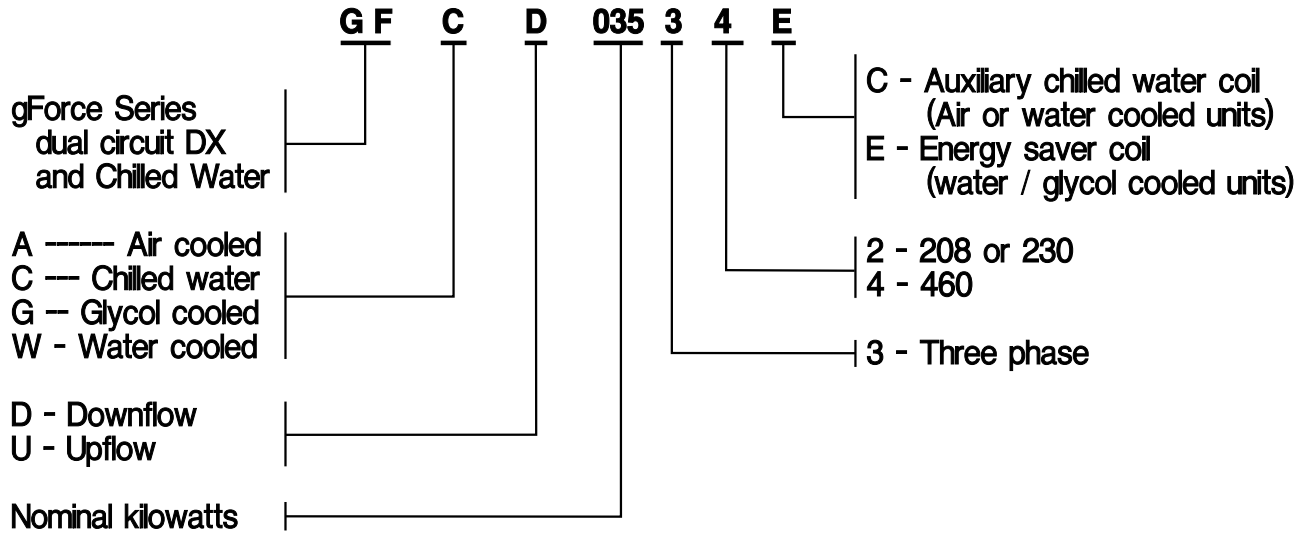 GF C D 035 3 4 E
gForce Series
dual circuit DX
and Chilled Water
A ------ Air cooled
C --- Chilled water
G -- Glycol cooled
W - Water cooled
D - Downflow
U - Upflow
Nominal kilowatts
C - Auxiliary chilled water coil
(Air or water cooled units)
E - Energy saver coil
(water / glycol cooled units)
2 - 208 or 230
4 - 460
3 - Three phase